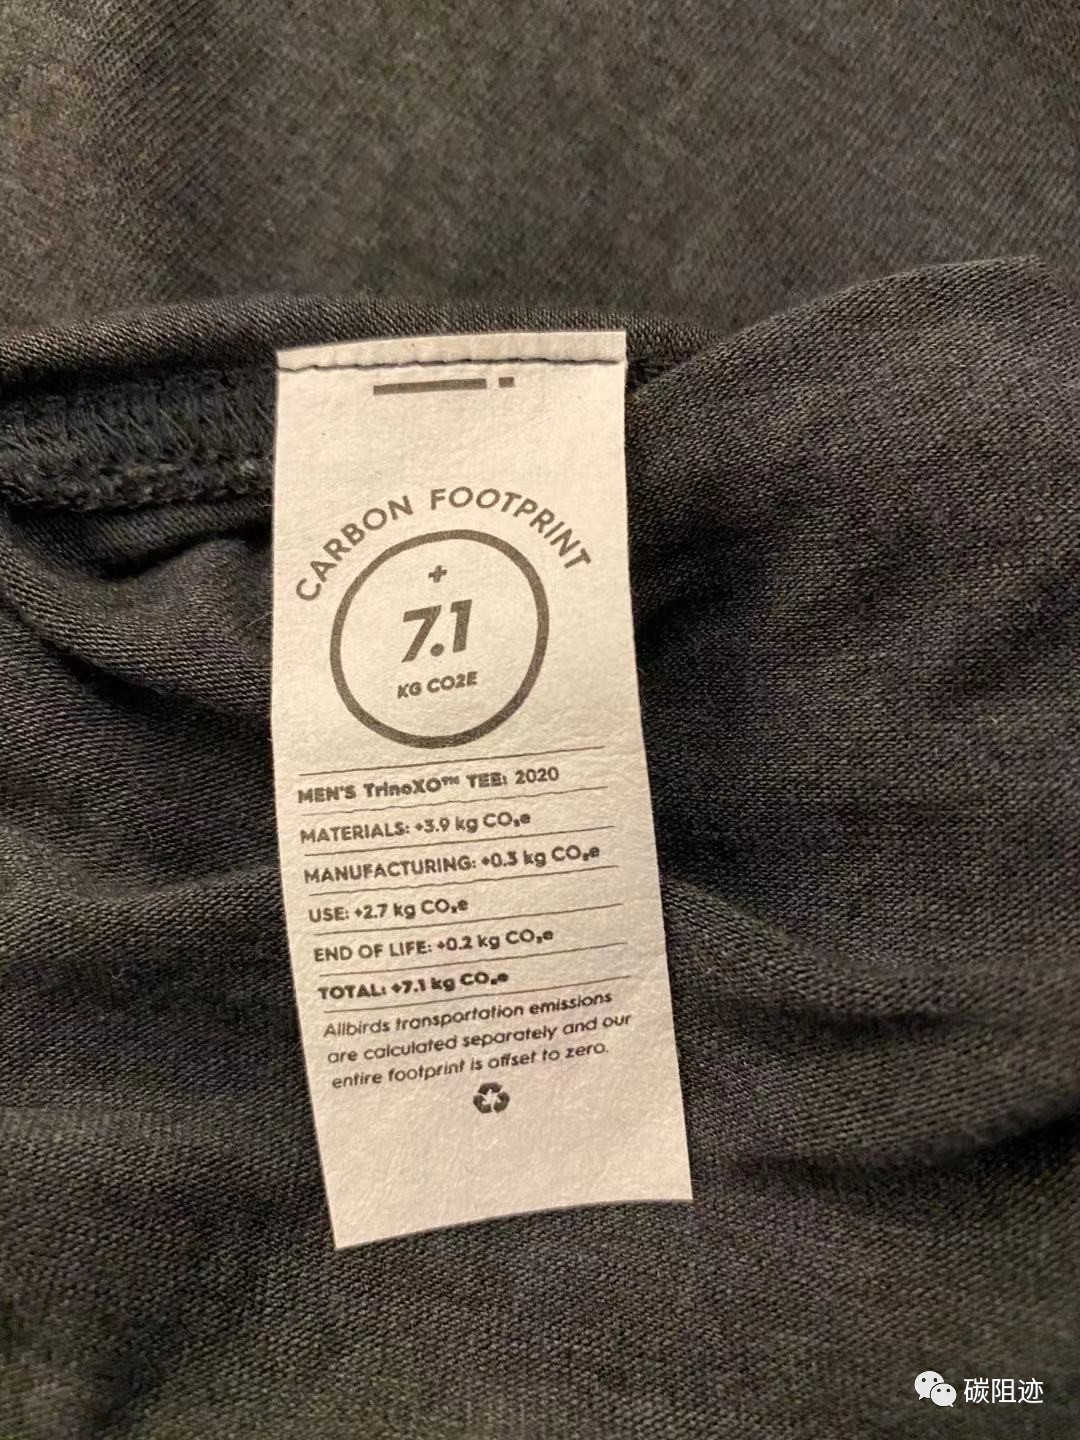 CARBON FOOTPRINT
+
7.1
KG CO2E
MEN'S TrinoXO™ TEE: 2020
MATERIALS: +3.9 kg CO₂e
MANUFACTURING: +0.3 kg CO₂e
USE: +2.7 kg CO₂e
END OF LIFE: +0.2 kg CO₂e
TOTAL: +7.1 kg CO₂e
Allbirds transportation emissions
are calculated separately and our
entire footprint is offset to zero.
碳阻迹